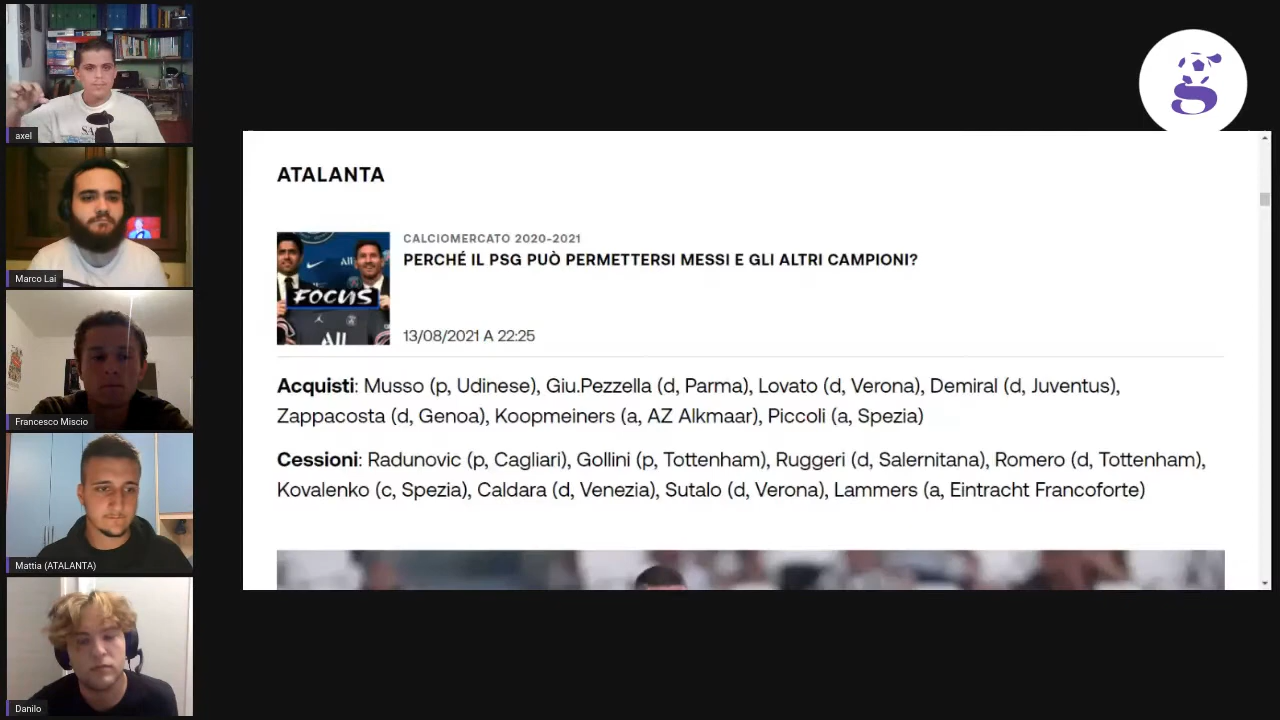 axel
Marco Lai
Francesco Miscio
Mattia (ATALANTA)
Danilo
ATALANTA
CALCIOMERCATO 2020-2021
PERCHÉ IL PSG PUÒ PERMETTERSI MESSI E GLI ALTRI CAMPIONI?
FOCUS
13/08/2021 A 22:25
Acquisti: Musso (p, Udinese), Giu.Pezzella (d, Parma), Lovato (d, Verona), Demiral (d, Juventus),
Zappacosta (d, Genoa), Koopmeiners (a, AZ Alkmaar), Piccoli (a, Spezia)
Cessioni: Radunovic (p, Cagliari), Gollini (p, Tottenham), Ruggeri (d, Salernitana), Romero (d, Tottenham),
Kovalenko (c, Spezia), Caldara (d, Venezia), Sutalo (d, Verona), Lammers (a, Eintracht Francoforte)